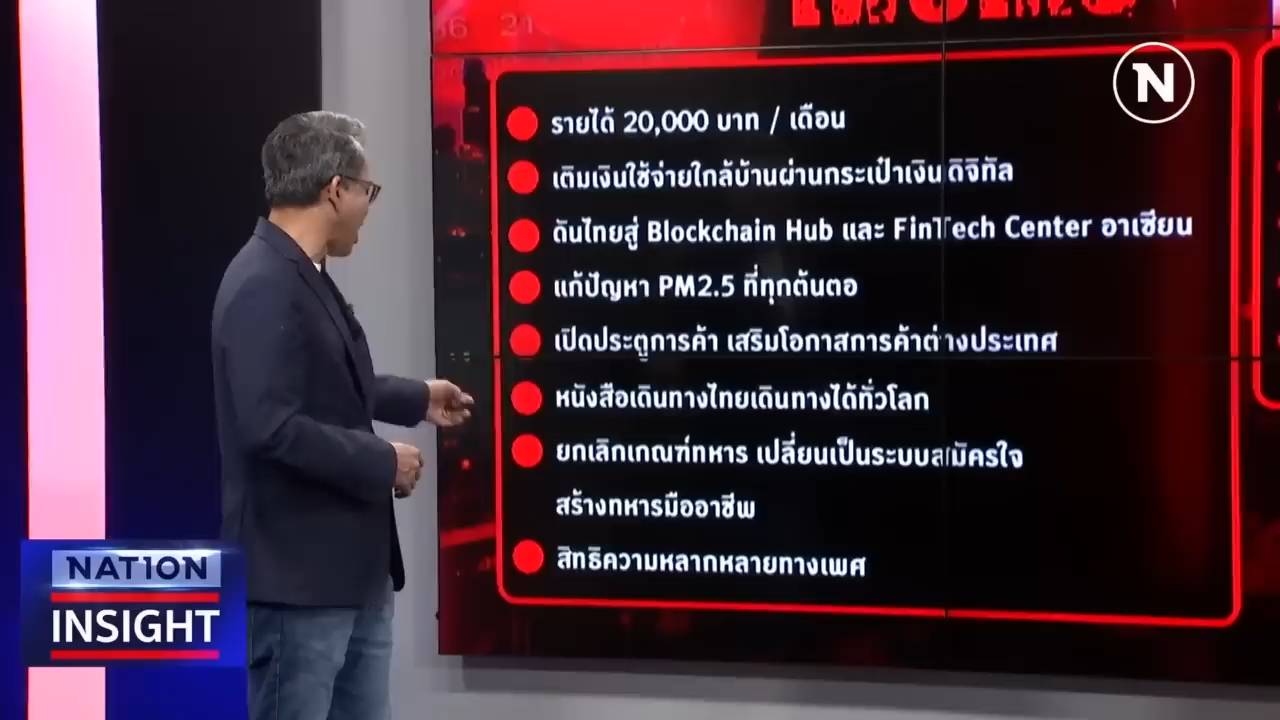 56 21
N
รายได้ 20,000 บาท / เดือน
เติมเงินใช้จ่ายใกล้บ้านผ่านกระเป๋าเงินดิจิทัล
ดันไทยสู่ Blockchain Hub และ FinTech Center อาเซียน
แก้ปัญหา PM2.5 ที่ทุกต้นตอ
เปิดประตูการค้า เสริมโอกาสการค้าต่างประเทศ
หนังสือเดินทางไทยเดินทางได้ทั่วโลก
ยกเลิกเกณฑ์ทหาร เปลี่ยนเป็นระบบสมัครใจ
สร้างทหารมืออาชีพ
สิทธิความหลากหลายทางเพศ
NATION
INSIGHT